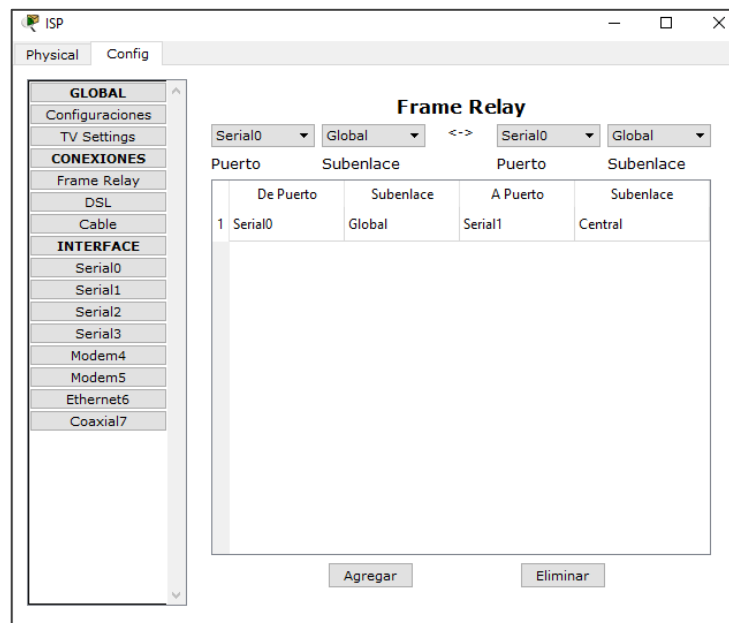 ISP
Physical Config
GLOBAL
Configuraciones
TV Settings
CONEXIONES
Frame Relay
DSL
Cable
INTERFACE
Serial0
Serial1
Serial2
Serial3
Modem4
Modem5
Ethernet6
Coaxial7
Frame Relay
Serial0 Global <-> Serial0 Global
Puerto Subenlace Puerto Subenlace
De Puerto Subenlace A Puerto Subenlace
1 Serial0 Global Serial1 Central
Agregar Eliminar